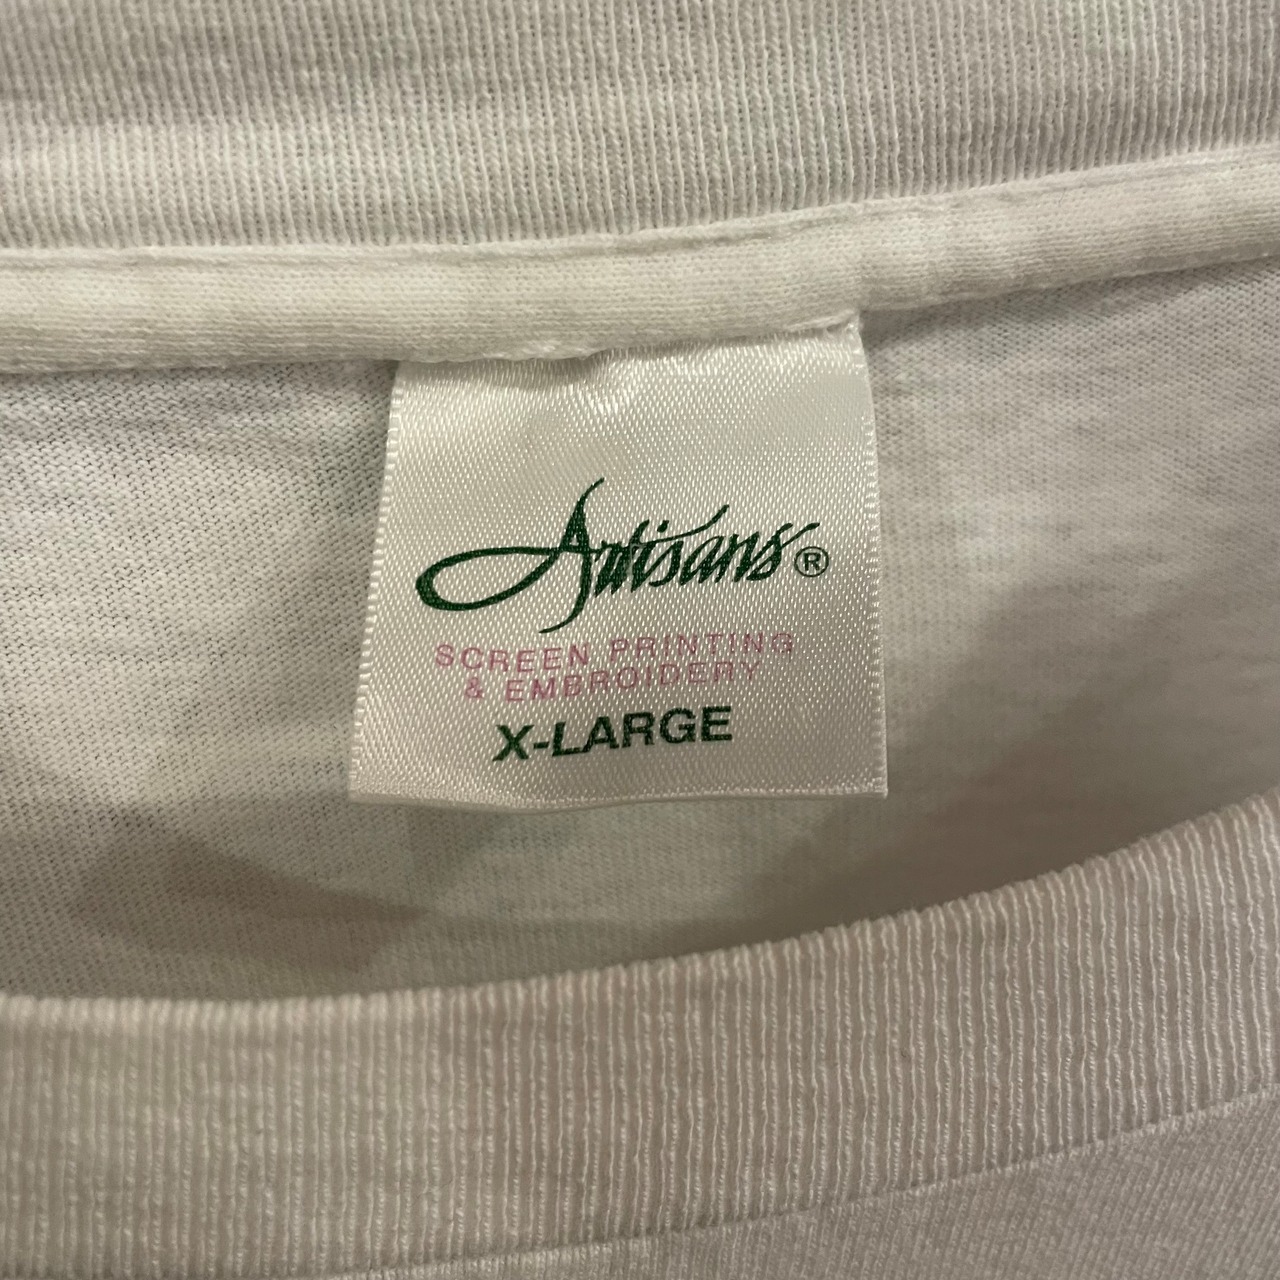 Artisans®
SCREEN PRINTING
& EMBROIDERY
X-LARGE